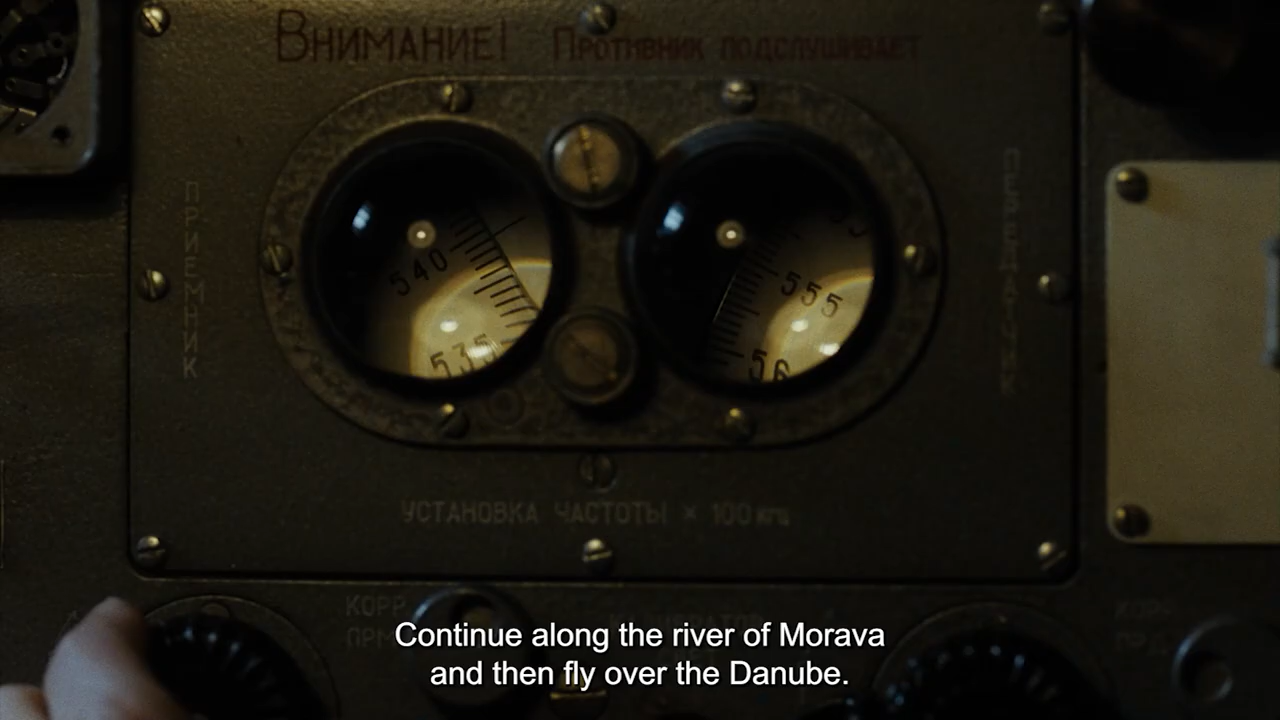 ВНИМАНИЕ! Противник подслушивает
ПРИЕМНИК
540
535
555
56
УСТАНОВКА ЧАСТОТЫ × 100 кгц
КОРР
ПРМ
Continue along the river of Morava
and then fly over the Danube.